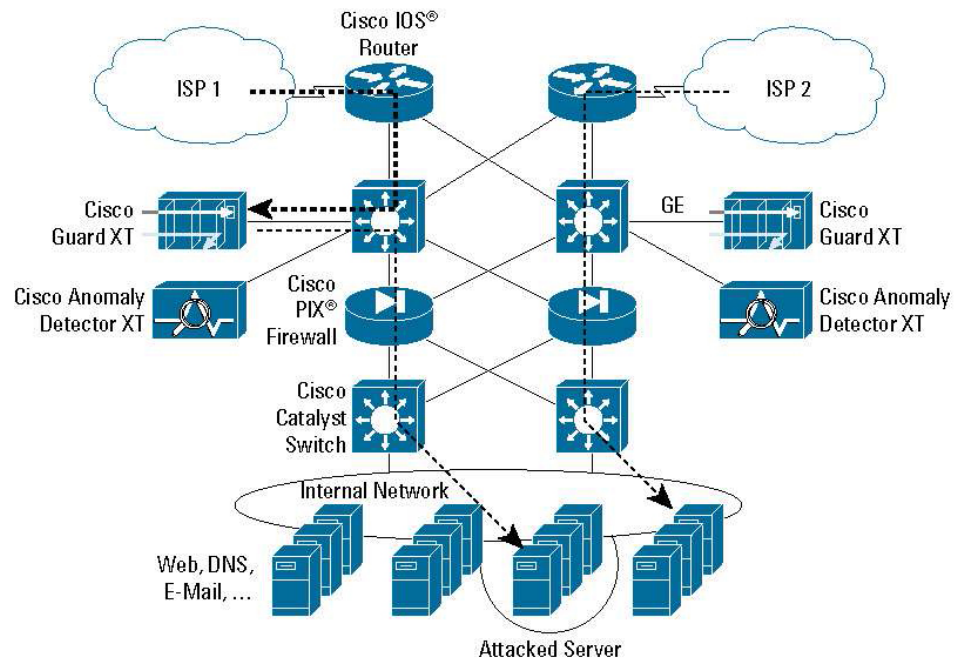 Cisco IOS®
Router
ISP 1
ISP 2
Cisco
Guard XT
GE
Cisco
Guard XT
Cisco Anomaly
Detector XT
Cisco
PIX®
Firewall
Cisco Anomaly
Detector XT
Cisco
Catalyst
Switch
Internal Network
Web, DNS,
E-Mail, ...
Attacked Server